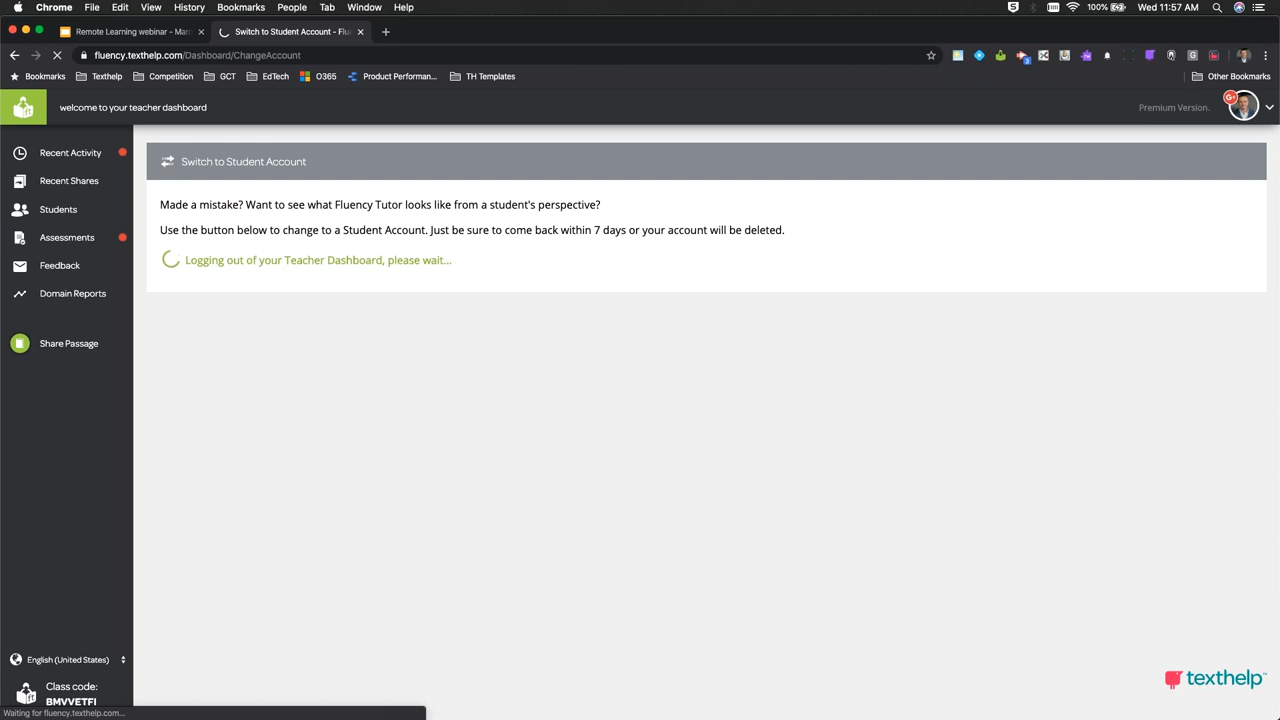 Chrome File Edit View History Bookmarks People Tab Window Help 100% Wed 11:57 AM
Remote Learning webinar - Marc Switch to Student Account - Flu
fluency.texthelp.com/Dashboard/ChangeAccount
Bookmarks Texthelp Competition GCT EdTech O365 Product Performan... TH Templates Other Bookmarks
welcome to your teacher dashboard Premium Version.
Recent Activity
Recent Shares
Students
Assessments
Feedback
Domain Reports
Share Passage
Switch to Student Account
Made a mistake? Want to see what Fluency Tutor looks like from a student's perspective?
Use the button below to change to a Student Account. Just be sure to come back within 7 days or your account will be deleted.
Logging out of your Teacher Dashboard, please wait...
English (United States)
Class code:
BMVVETFI
Waiting for fluency.texthelp.com...
texthelp